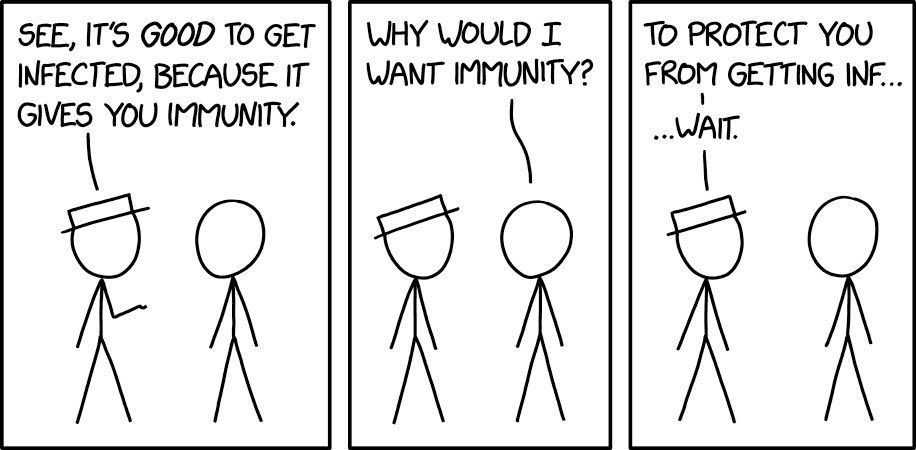 SEE, IT'S GOOD TO GET
INFECTED, BECAUSE IT
GIVES YOU IMMUNITY.
WHY WOULD I
WANT IMMUNITY?
TO PROTECT YOU
FROM GETTING INF...
...WAIT.